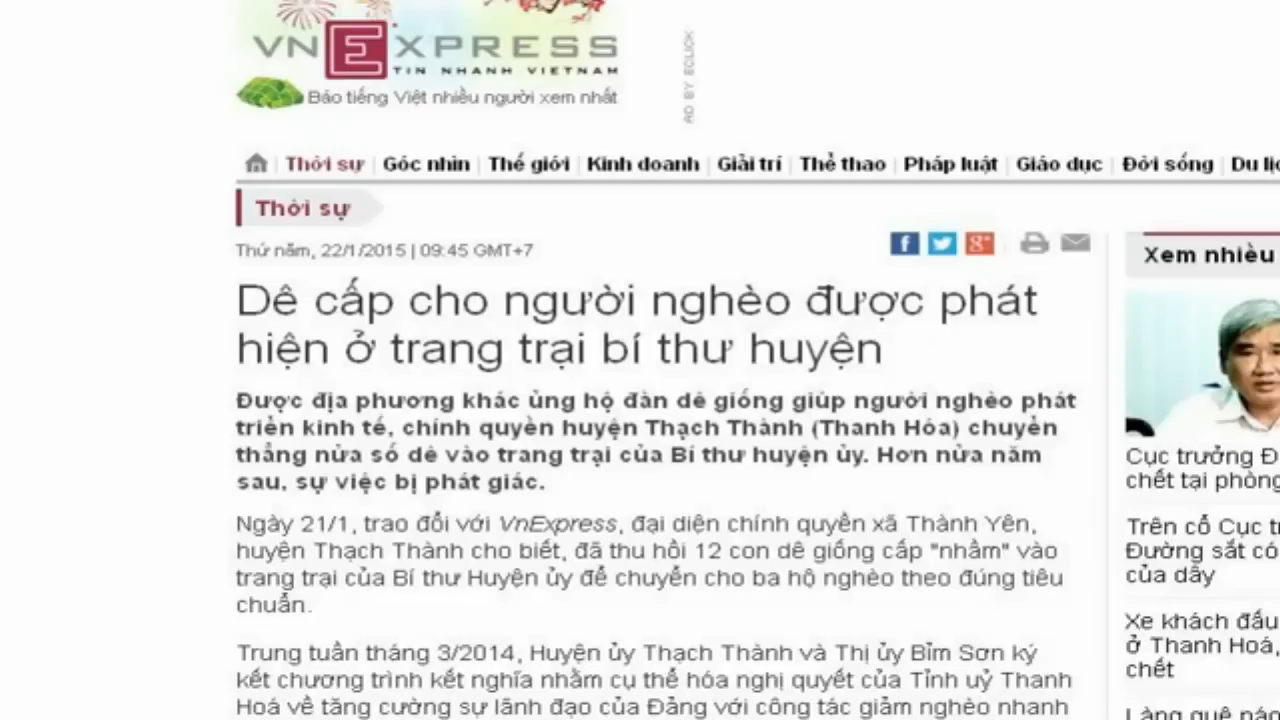 VNEXPRESS
TIN NHANH VIETNAM
Báo tiếng Việt nhiều người xem nhất
AD BY ECLICK
Thời sự | Góc nhìn | Thế giới | Kinh doanh | Giải trí | Thể thao | Pháp luật | Giáo dục | Đời sống | Du lịc
Thời sự
Thứ năm, 22/1/2015 | 09:45 GMT+7
Dê cấp cho người nghèo được phát
hiện ở trang trại bí thư huyện
Được địa phương khác ủng hộ đàn dê giống giúp người nghèo phát
triển kinh tế, chính quyền huyện Thạch Thành (Thanh Hóa) chuyển
thẳng nửa số dê vào trang trại của Bí thư huyện ủy. Hơn nửa năm
sau, sự việc bị phát giác.
Ngày 21/1, trao đổi với VnExpress, đại diện chính quyền xã Thành Yên,
huyện Thạch Thành cho biết, đã thu hồi 12 con dê giống cấp "nhầm" vào
trang trại của Bí thư Huyện ủy để chuyển cho ba hộ nghèo theo đúng tiêu
chuẩn.
Trung tuần tháng 3/2014, Huyện ủy Thạch Thành và Thị ủy Bỉm Sơn ký
kết chương trình kết nghĩa nhằm cụ thể hóa nghị quyết của Tỉnh uỷ Thanh
Hoá về tăng cường sự lãnh đạo của Đảng với công tác giảm nghèo nhanh
Xem nhiều
Cục trưởng Đ
chết tại phòng
Trên cổ Cục tr
Đường sắt có
của dây
Xe khách đấu
ở Thanh Hoá,
chết
Làng quê